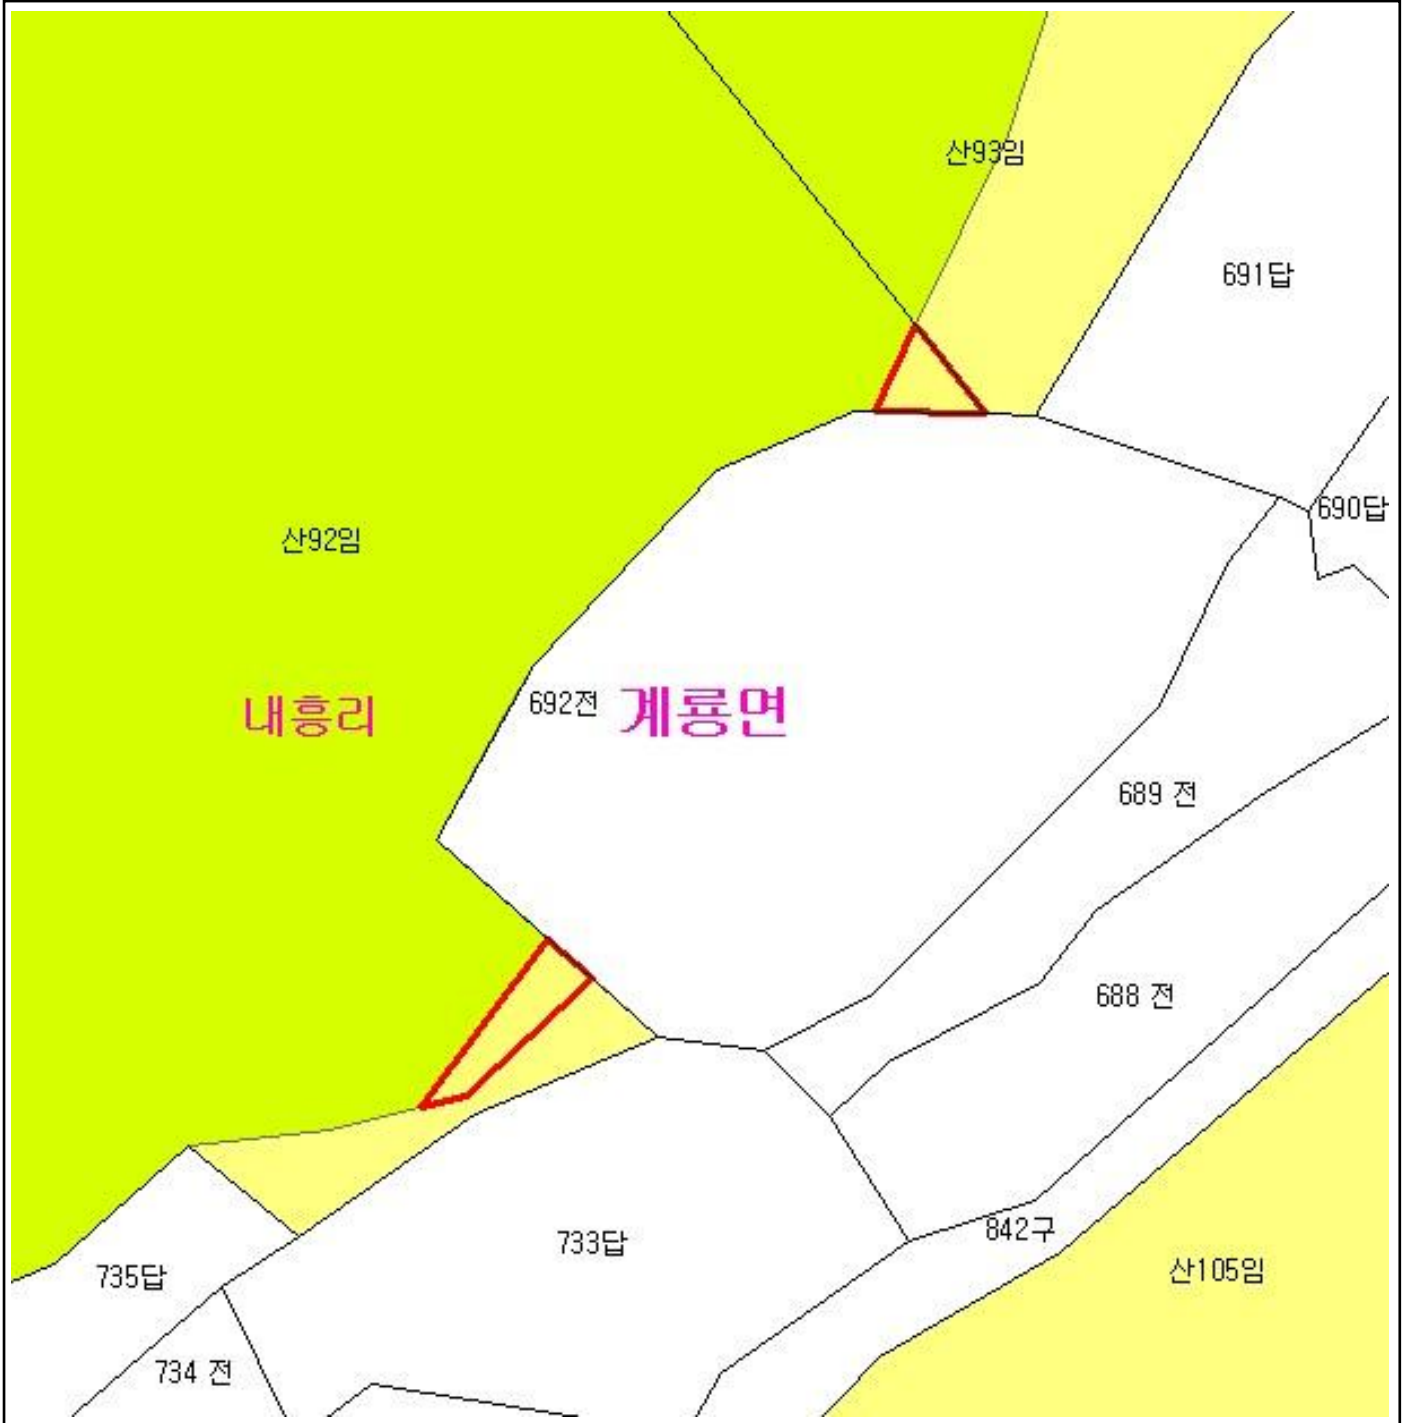 산93임
691답
690답
산92임
692전
계룡면
내흥리
689 전
688 전
842구
733답
산105임
735답
734 전